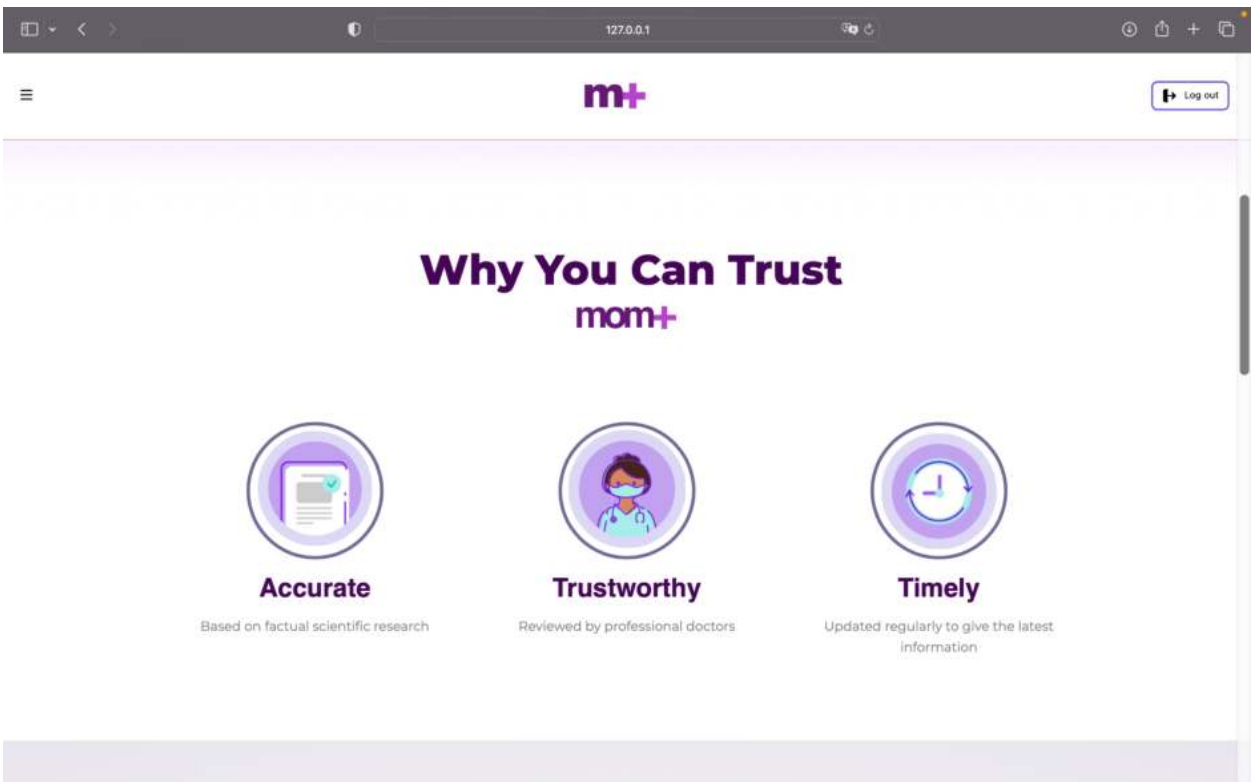 127.0.0.1
m+
Log out
Why You Can Trust
mom+
Accurate
Trustworthy
Timely
Based on factual scientific research
Reviewed by professional doctors
Updated regularly to give the latest
information